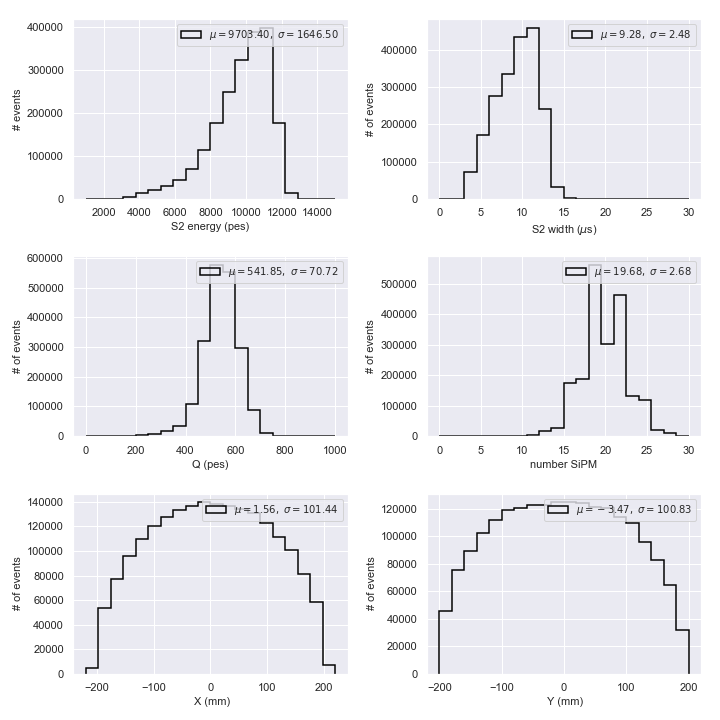 400000
300000
200000
100000
0
# events
μ = 9703.40, σ = 1646.50
2000 4000 6000 8000 10000 12000 14000
S2 energy (pes)
400000
300000
200000
100000
0
# of events
μ = 9.28, σ = 2.48
0 5 10 15 20 25 30
S2 width (μs)
600000
500000
400000
300000
200000
100000
0
# of events
μ = 541.85, σ = 70.72
0 200 400 600 800 1000
Q (pes)
500000
400000
300000
200000
100000
0
# of events
μ = 19.68, σ = 2.68
0 5 10 15 20 25 30
number SiPM
140000
120000
100000
80000
60000
40000
20000
0
# of events
μ = 1.56, σ = 101.44
−200 −100 0 100 200
X (mm)
120000
100000
80000
60000
40000
20000
0
# of events
μ = −3.47, σ = 100.83
−200 −100 0 100 200
Y (mm)